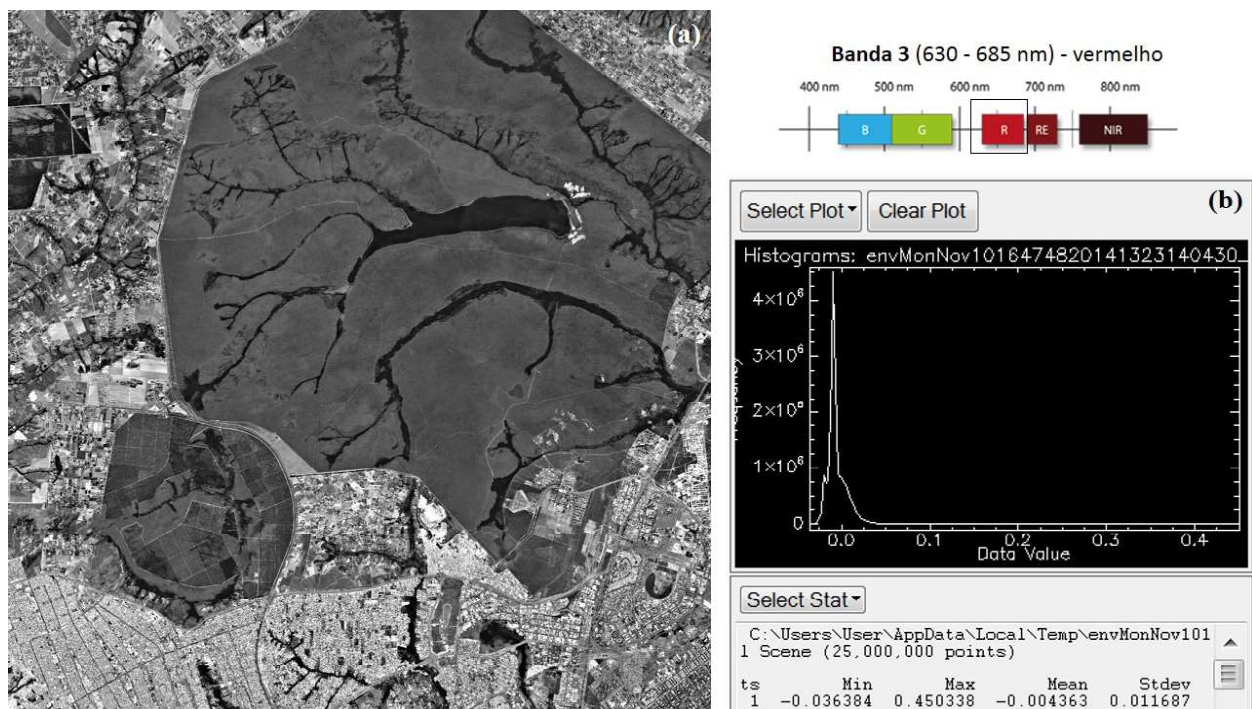 (a)
Banda 3 (630 - 685 nm) - vermelho
400 nm 500 nm 600 nm 700 nm 800 nm
B G R RE NIR
Select Plot Clear Plot (b)
Histograms: envMonNov101647482014132314043O
4×10⁶
3×10⁶
2×10⁶
1×10⁶
0
0.0 0.1 0.2 0.3 0.4
Data Value
Select Stat
C:\Users\User\AppData\Local\Temp\envMonNov101
l Scene (25,000,000 points)
ts Min Max Mean Stdev
1 -0.036384 0.450338 -0.004363 0.011687